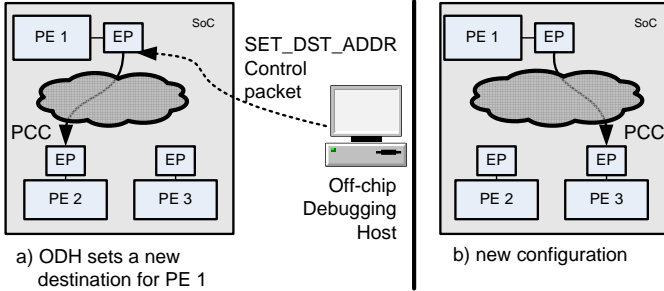 SoC
PE 1
EP
SET_DST_ADDR
Control
packet
PCC
EP
EP
PE 2
PE 3
Off-chip
Debugging
Host
a) ODH sets a new
destination for PE 1
SoC
PE 1
EP
PCC
EP
EP
PE 2
PE 3
b) new configuration